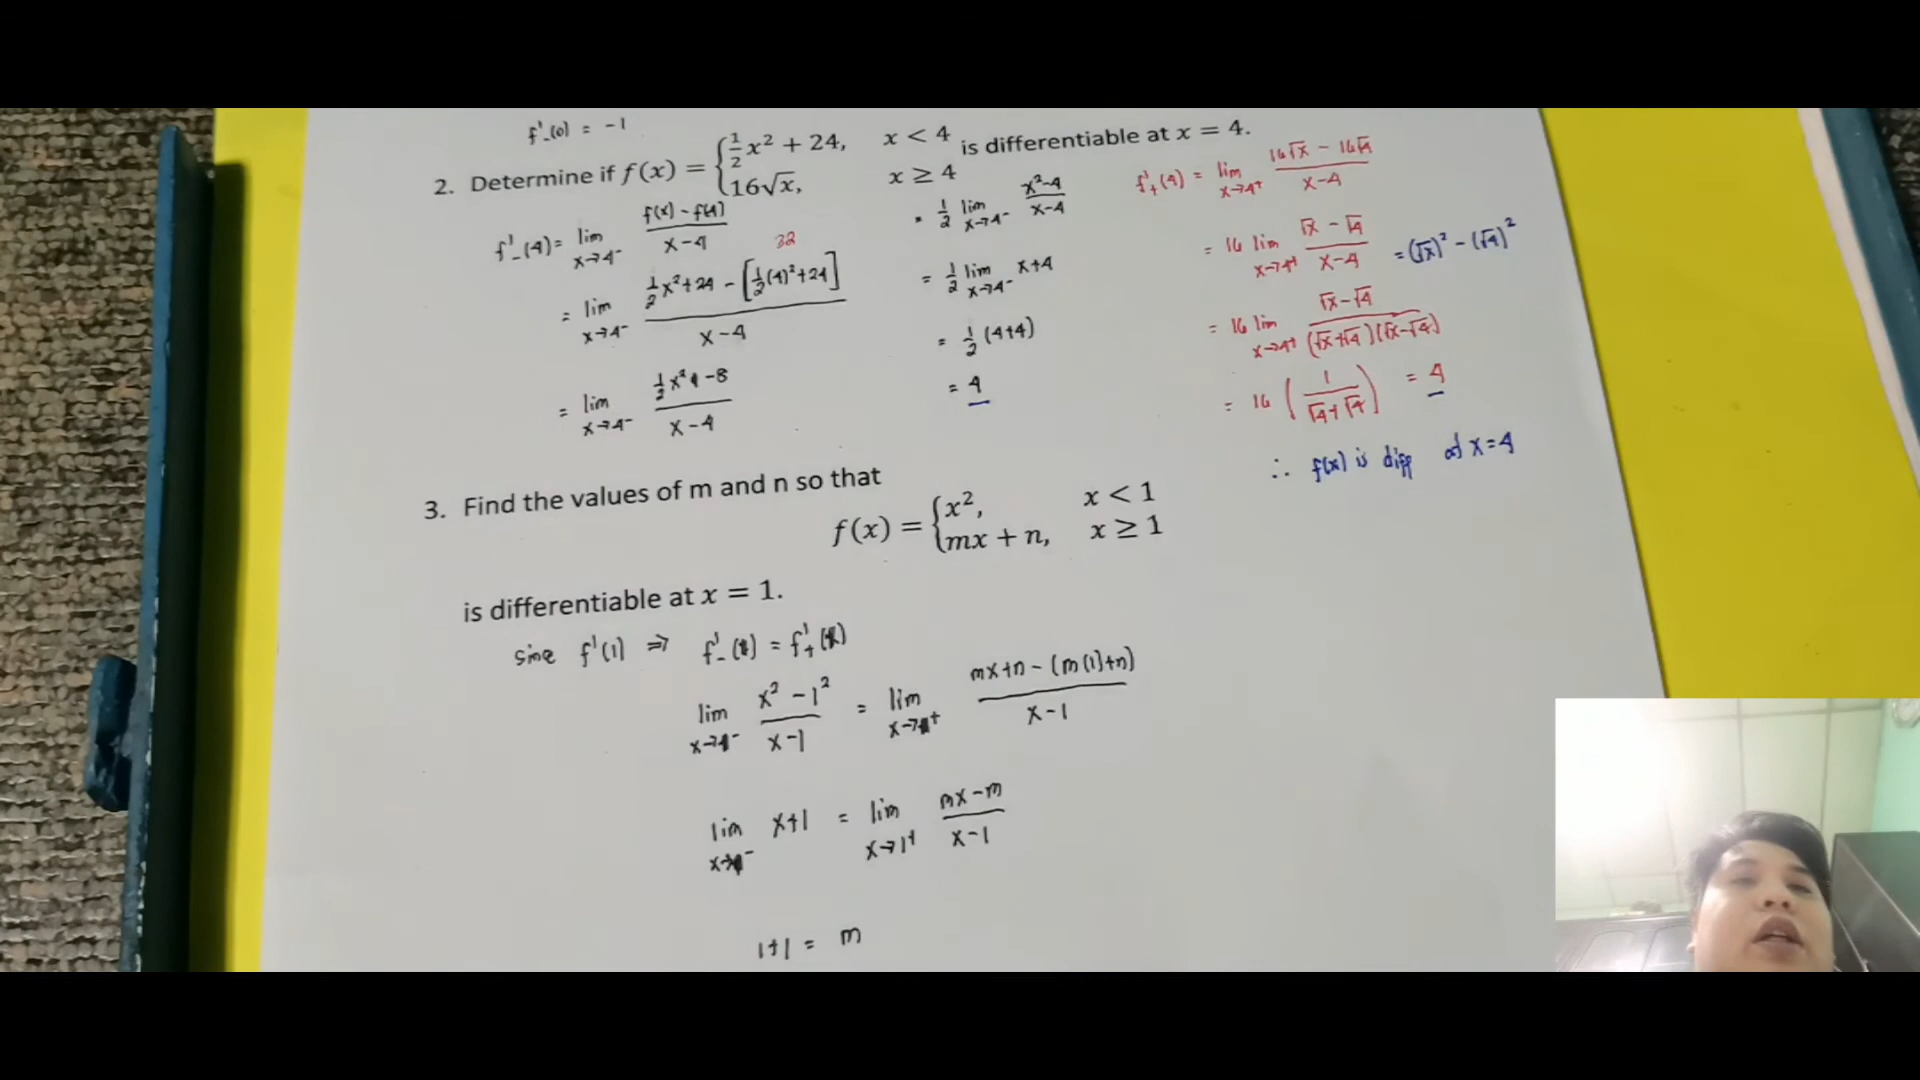 f'₋(0) = -1
2. Determine if f(x) = { ½x² + 24, x < 4
16√x, x ≥ 4 is differentiable at x = 4.
f'₋(4) = lim x→4⁻ (f(x) - f(4))/(x-4)
= lim x→4⁻ (½x²+24 - [½(4)²+24])/(x-4)
32
= lim x→4⁻ (½x² -8)/(x-4)
= ½ lim x→4⁻ (x²-4)/(x-4)
= ½ lim x→4⁻ x+4
= ½ (4+4)
= 4
f'₊(4) = lim x→4⁺ (16√x - 16√4)/(x-4)
= 16 lim x→4⁺ (√x - √4)/(x-4) = (√x)² - (√4)²
= 16 lim x→4⁺ (√x-√4)/((√x+√4)(√x-√4))
= 16 (1/(√4+√4)) = 4
∴ f(x) is diff at x=4
3. Find the values of m and n so that
f(x) = { x², x < 1
mx + n, x ≥ 1
is differentiable at x = 1.
sine f'(1) ⇒ f'₋(1) = f'₊(1)
lim x→1⁻ (x² - 1²)/(x-1) = lim x→1⁺ (mx+n - (m(1)+n))/(x-1)
lim x→1⁻ x+1 = lim x→1⁺ (mx-m)/(x-1)
1+1 = m